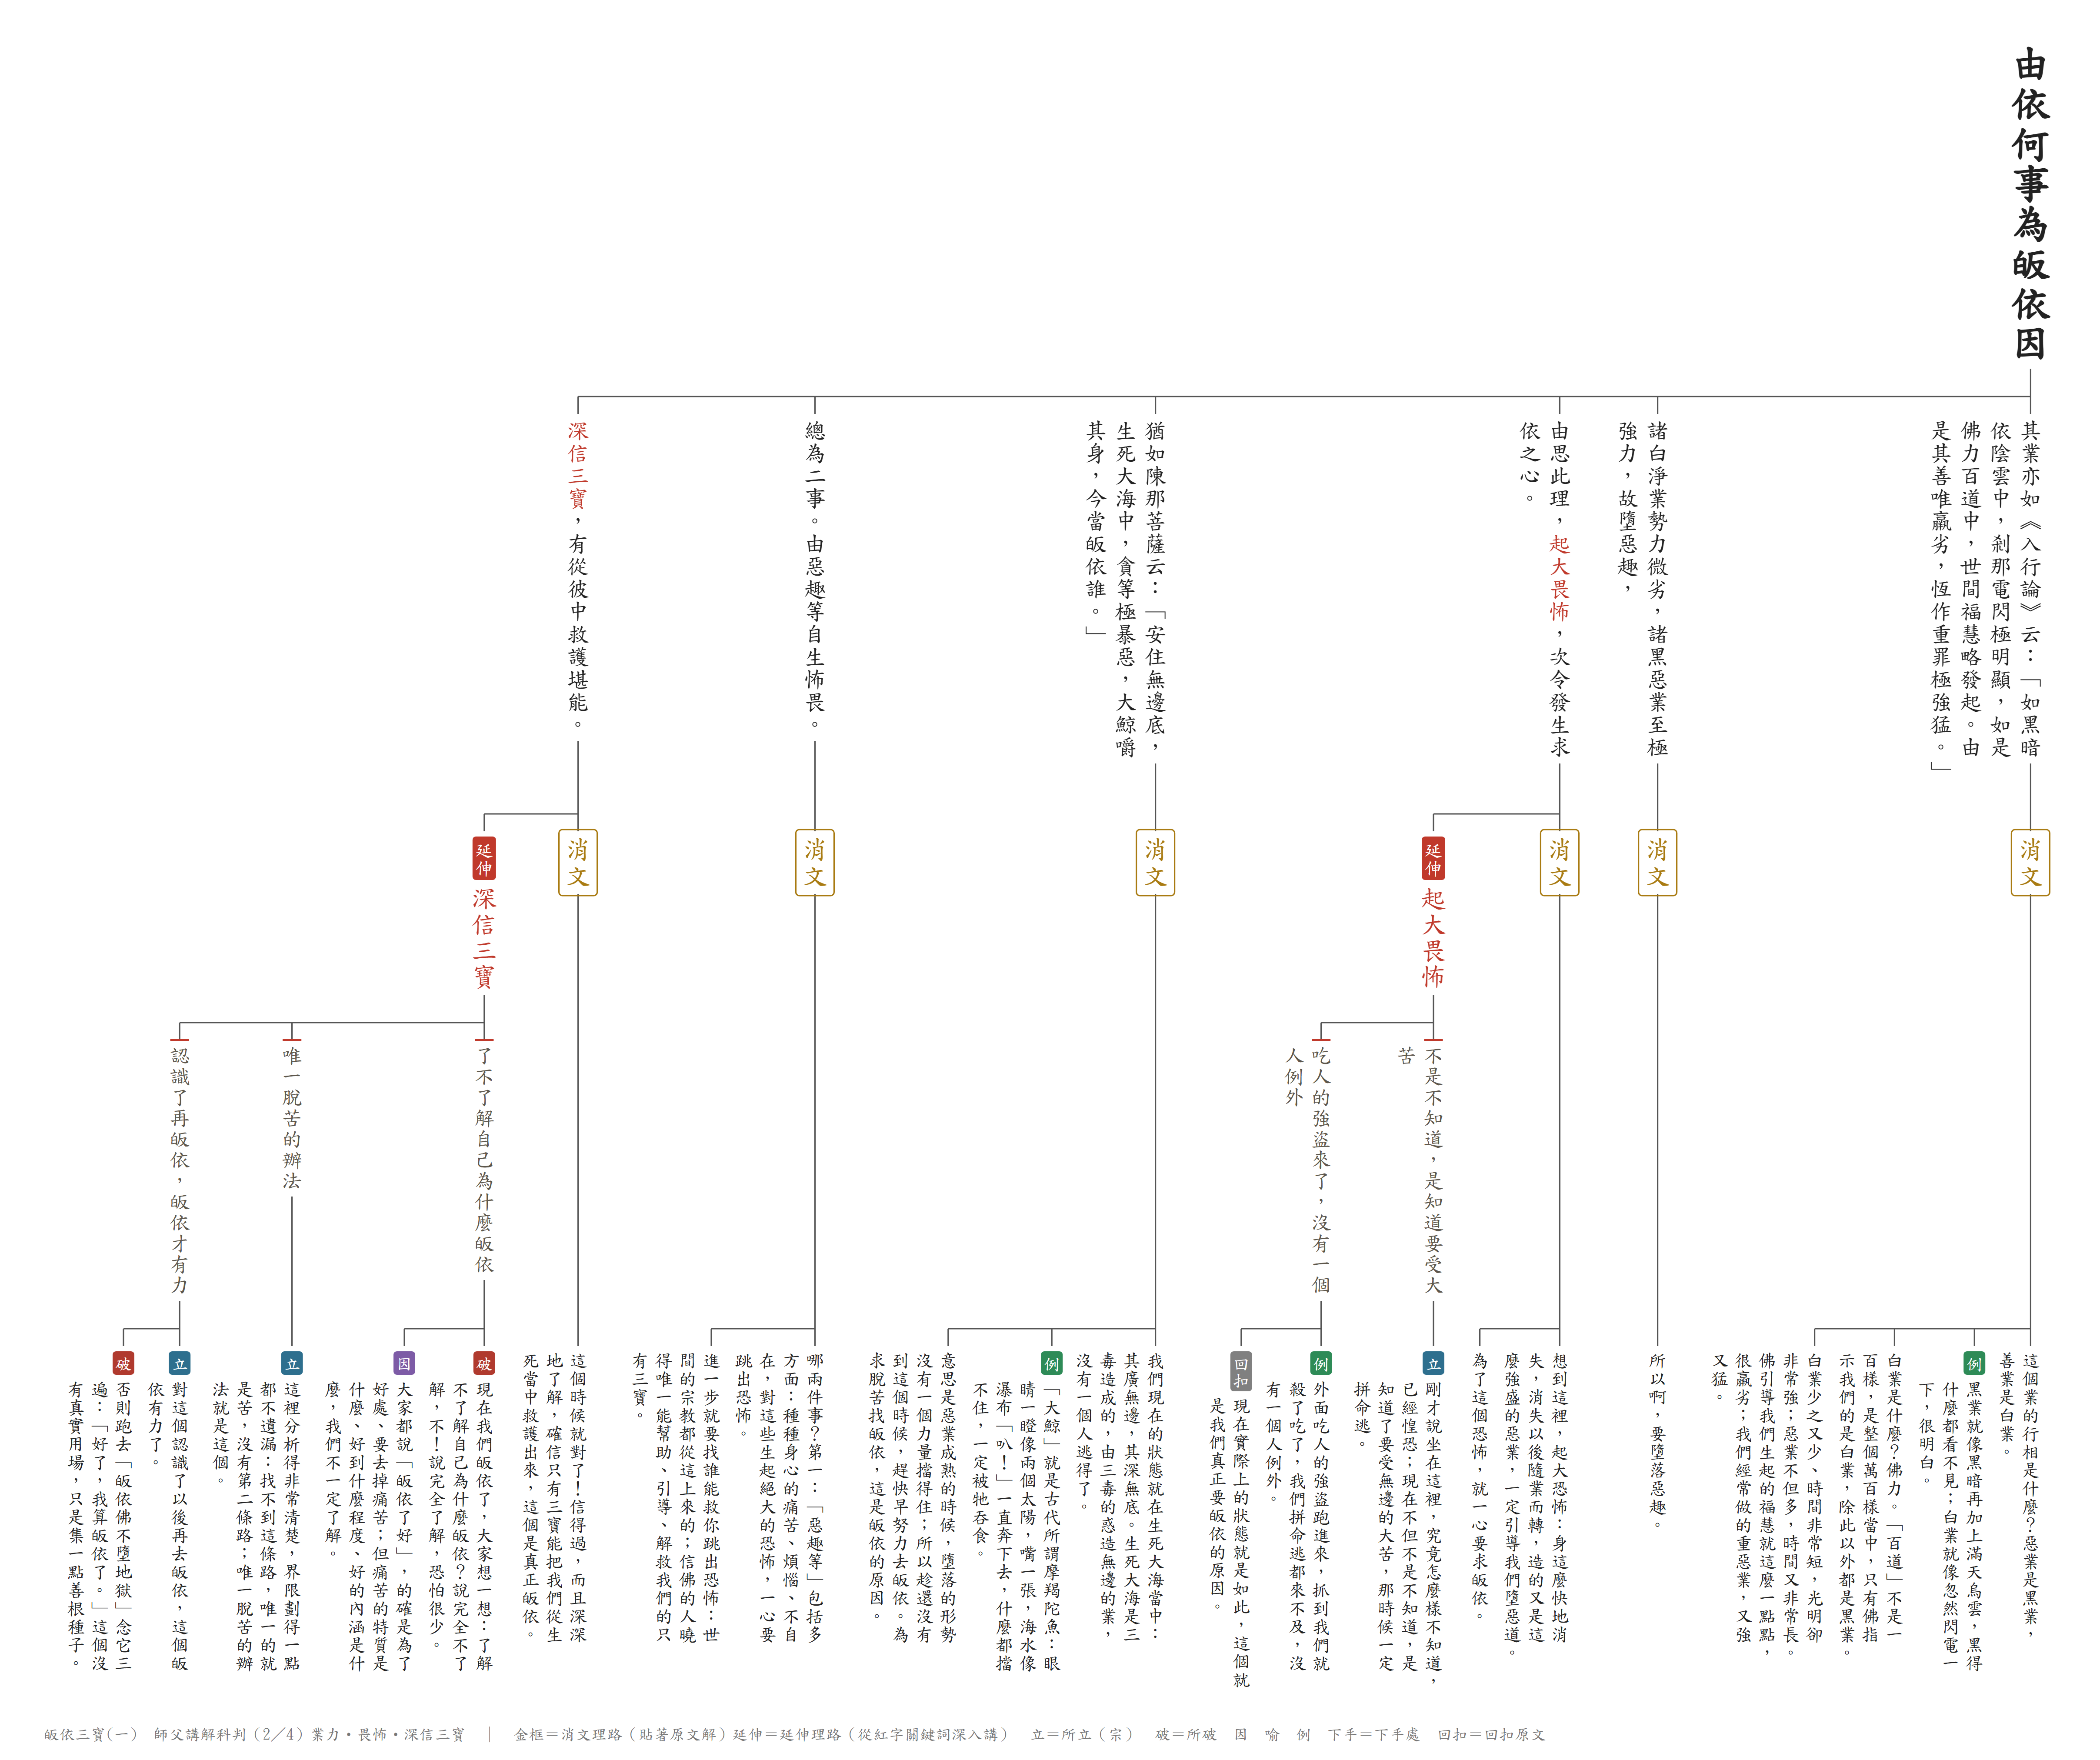 由依何事為皈依因
其業亦如《入行論》云：「如黑暗
依陰雲中，剎那電閃極明顯，如是
佛力百道中，世間福慧略發起。由
是其善唯羸劣，恆作重罪極強猛。」
諸白淨業勢力微劣，諸黑惡業至極
強力，故墮惡趣，
由思此理，起大畏怖，次令發生求
依之心。
猶如陳那菩薩云：「安住無邊底，
生死大海中，貪等極暴惡，大鯨嚼
其身，今當皈依誰。」
總為二事。由惡趣等自生怖畏。
深信三寶，有從彼中救護堪能。
消文
消文
消文
延伸
起大畏怖
消文
消文
消文
延伸
深信三寶
不是不知道，是知道要受大
苦
吃人的強盜來了，沒有一個
人例外
了不了解自己為什麼皈依
唯一脫苦的辦法
認識了再皈依，皈依才有力
這個業的行相是什麼？惡業是黑業，
善業是白業。
例
黑業就像黑暗再加上滿天烏雲，黑得
什麼都看不見；白業就像忽然閃電一
下，很明白。
白業是什麼？佛力。「百道」不是一
百樣，是整個萬百樣當中，只有佛指
示我們的是白業，除此以外都是黑業。
白業少之又少、時間非常短，光明卻
非常強；惡業不但多，時間又非常長。
佛引導我們生起的福慧就這麼一點點，
很羸劣；我們經常做的重惡業，又強
又猛。
所以啊，要墮落惡趣。
想到這裡，起大恐怖：身這麼快地消
失，消失以後隨業而轉，造的又是這
麼強盛的惡業，一定引導我們墮惡道。
為了這個恐怖，就一心要求皈依。
立
剛才說坐在這裡，究竟怎麼樣不知道，
已經惶恐；現在不但不是不知道，是
知道了要受無邊的大苦，那時候一定
拼命逃。
例
外面吃人的強盜跑進來，抓到我們就
殺了吃了，我們拼命逃都來不及，沒
有一個人例外。
回扣
現在實際上的狀態就是如此，這個就
是我們真正要皈依的原因。
我們現在的狀態就在生死大海當中：
其廣無邊，其深無底。生死大海是三
毒造成的，由三毒的惑造無邊的業，
沒有一個人逃得了。
例
「大鯨」就是古代所謂摩羯陀魚：眼
睛一瞪像兩個太陽，嘴一張，海水像
瀑布「叭！」一直奔下去，什麼都擋
不住，一定被牠吞食。
意思是惡業成熟的時候，墮落的形勢
沒有一個力量擋得住；所以趁還沒有
到這個時候，趕快早努力去皈依。為
求脫苦找皈依，這是皈依的原因。
哪兩件事？第一：「惡趣等」包括多
方面：種種身心的痛苦、煩惱、不自
在，對這些生起絕大的恐怖，一心要
跳出恐怖。
進一步就要找誰能救你跳出恐怖：世
間的宗教都從這上來的；信佛的人曉
得唯一能幫助、引導、解救我們的只
有三寶。
這個時候就對了！信得過，而且深深
地了解，確信只有三寶能把我們從生
死當中救護出來，這個是真正皈依。
破
現在我們皈依了，大家想一想：了解
不了解自己為什麼皈依？說完全不了
解，不！說完全了解，恐怕很少。
因
大家都說「皈依了好」，的確是為了
好處、要去掉痛苦；但痛苦的特質是
什麼、好到什麼程度、好的內涵是什
麼，我們不一定了解。
立
這裡分析得非常清楚，界限劃得一點
都不遺漏：找不到這條路，唯一的就
是苦，沒有第二條路；唯一脫苦的辦
法就是這個。
立
對這個認識了以後再去皈依，這個皈
依有力了。
破
否則跑去「皈依佛不墮地獄」念它三
遍：「好了，我算皈依了。」這個沒
有真實用場，只是集一點善根種子。
皈依三寶(一)　師父講解科判（2／4）業力・畏怖・深信三寶　｜　金框＝消文理路（貼著原文解）延伸＝延伸理路（從紅字關鍵詞深入講）　立＝所立（宗）　破＝所破　因　喻　例　下手＝下手處　回扣＝回扣原文